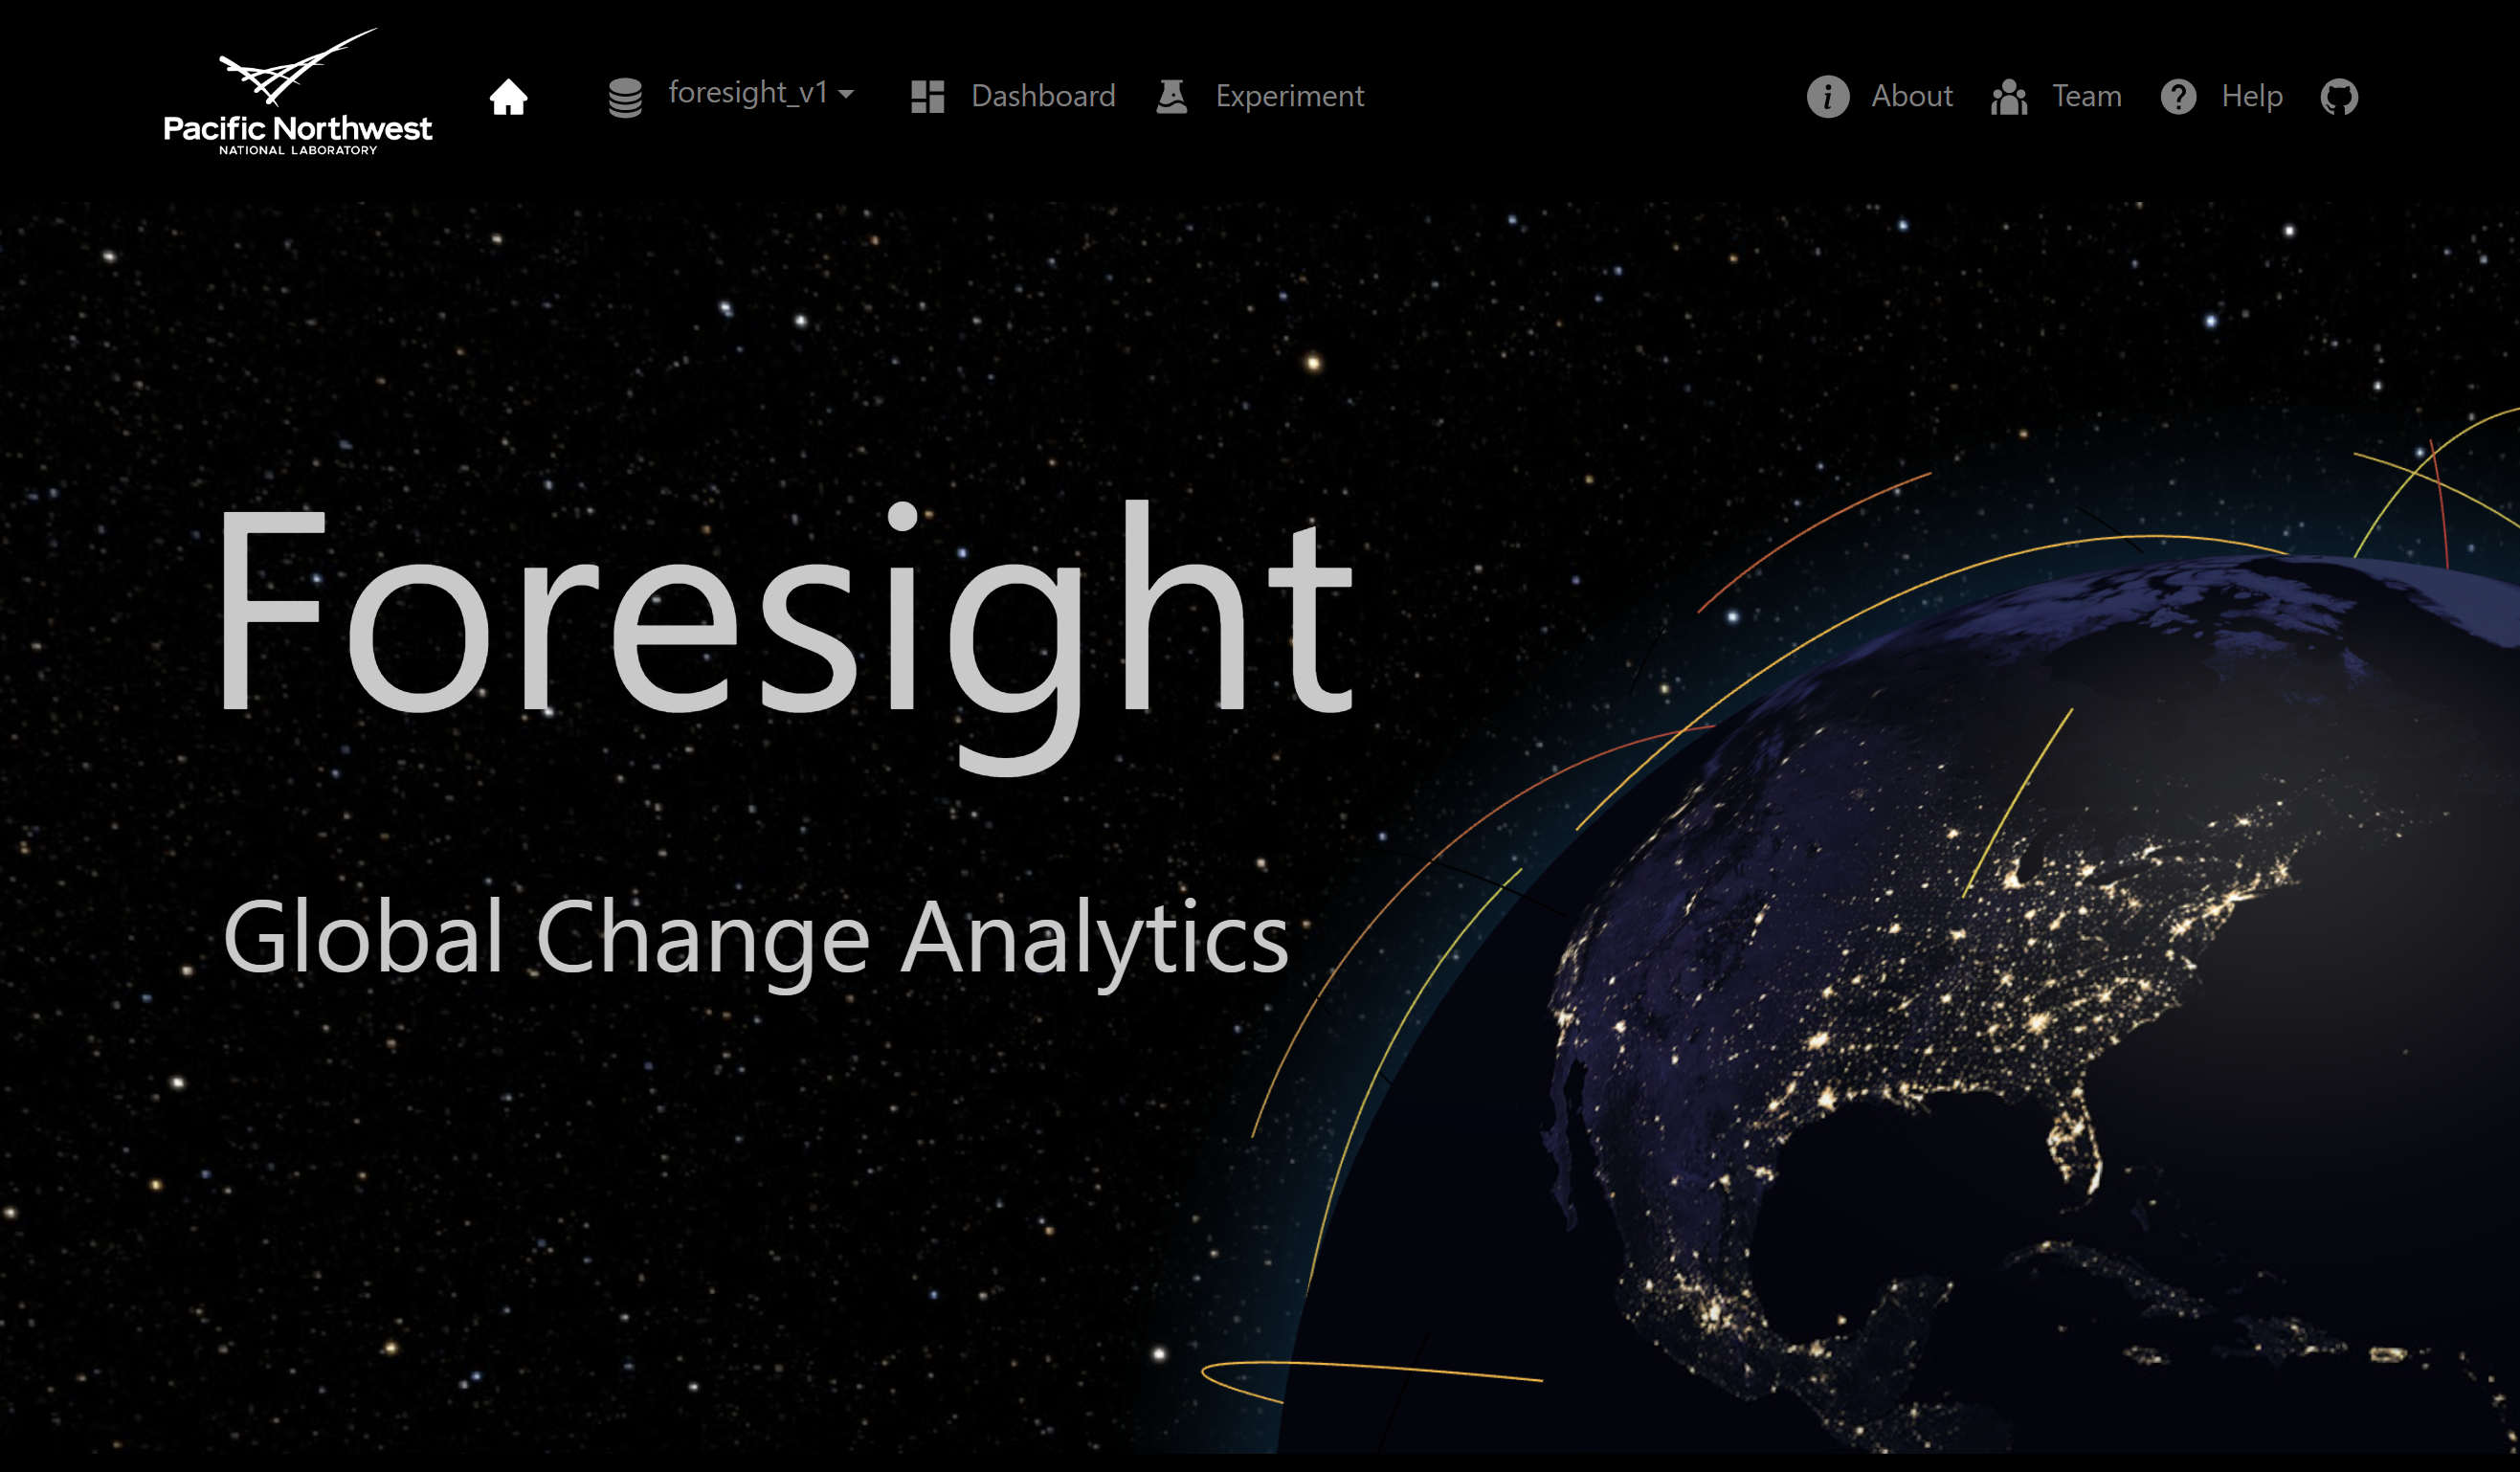 Pacific Northwest
NATIONAL LABORATORY
foresight_v1
Dashboard
Experiment
About
Team
Help
Foresight
Global Change Analytics